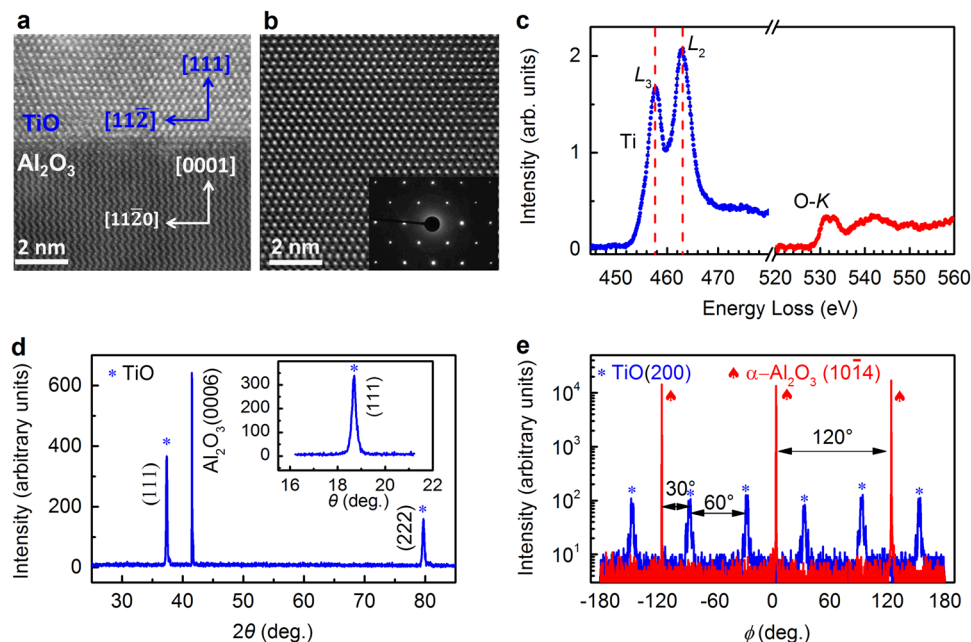 a
[111]
[112̅]
TiO
Al₂O₃
[0001]
[112̅0]
2 nm
b
2 nm
c
Intensity (arb. units)
2
1
0
L₃
L₂
Ti
O-K
450 460 470 5 20 530 540 550 560
Energy Loss (eV)
d
Intensity (arbitrary units)
600
400
200
0
* TiO
*
(111)
Al₂O₃(0006)
*
(222)
300
200
100
0
*
(111)
16 18 20 22
θ (deg.)
30 40 50 60 70 80
2θ (deg.)
e
Intensity (arbitrary units)
10⁴
10³
10²
10¹
* TiO(200) ♠ α−Al₂O₃ (101̅4)
♠ ♠ ♠
120°
30°
60°
* * * * * *
-180 -120 -60 0 60 120 180
ϕ (deg.)